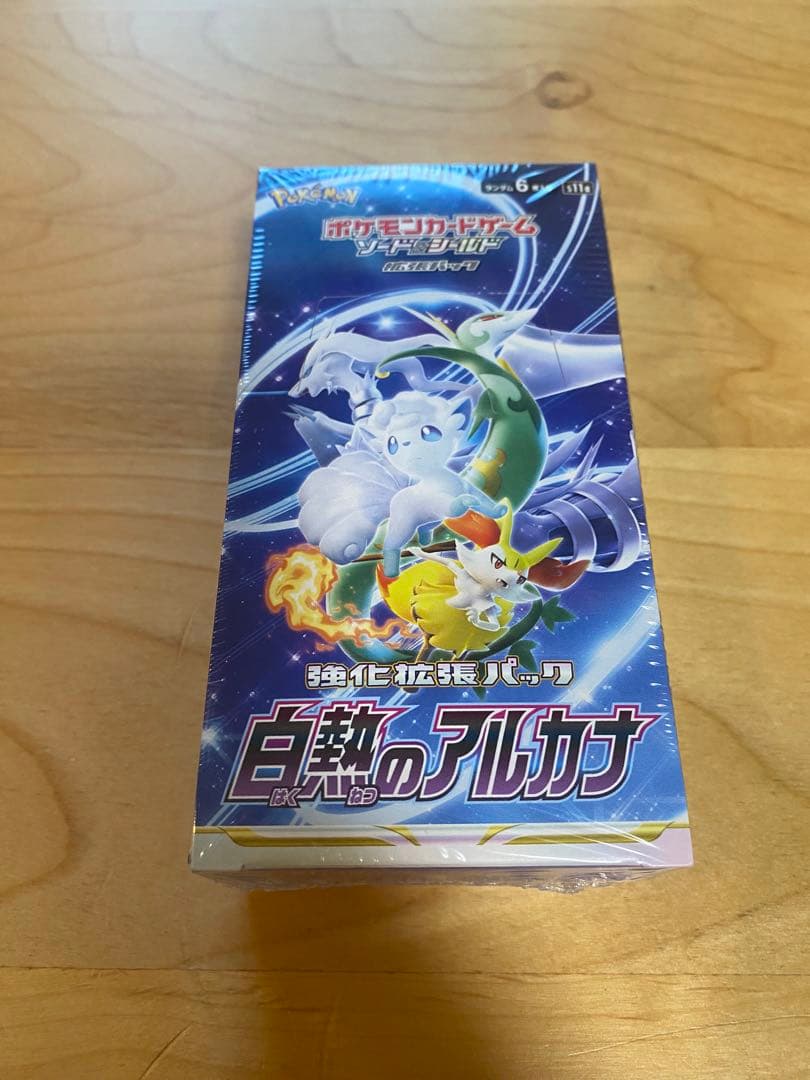 Pokémon
ランダム6枚入り s11a
ポケモンカードゲーム
ソード&シールド
拡張パック
強化拡張パック
白熱のアルカナ
はく ねつ